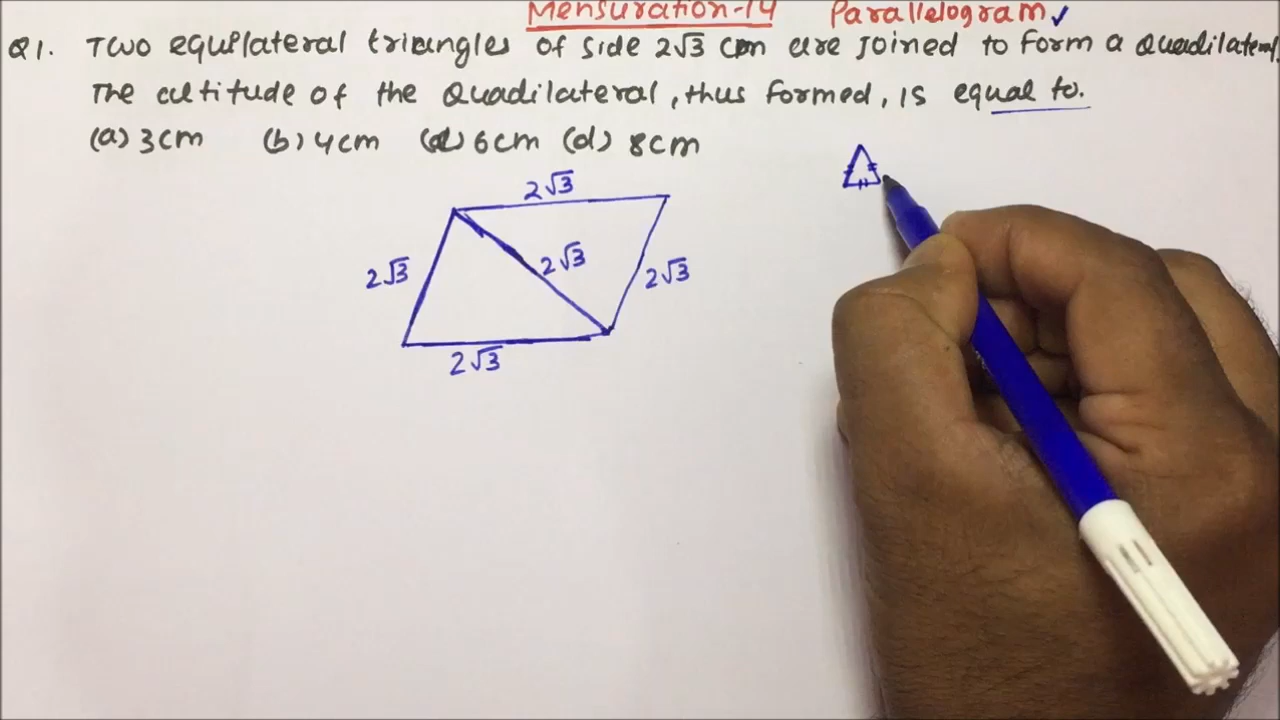 Mensuration-14 Parallelogram
Q1. Two equilateral triangles of side 2√3 cm are joined to form a Quadilateral.
The altitude of the Quadilateral, thus formed, is equal to.
(a) 3cm (b) 4cm (c) 6cm (d) 8cm
2√3
2√3 2√3 2√3
2√3